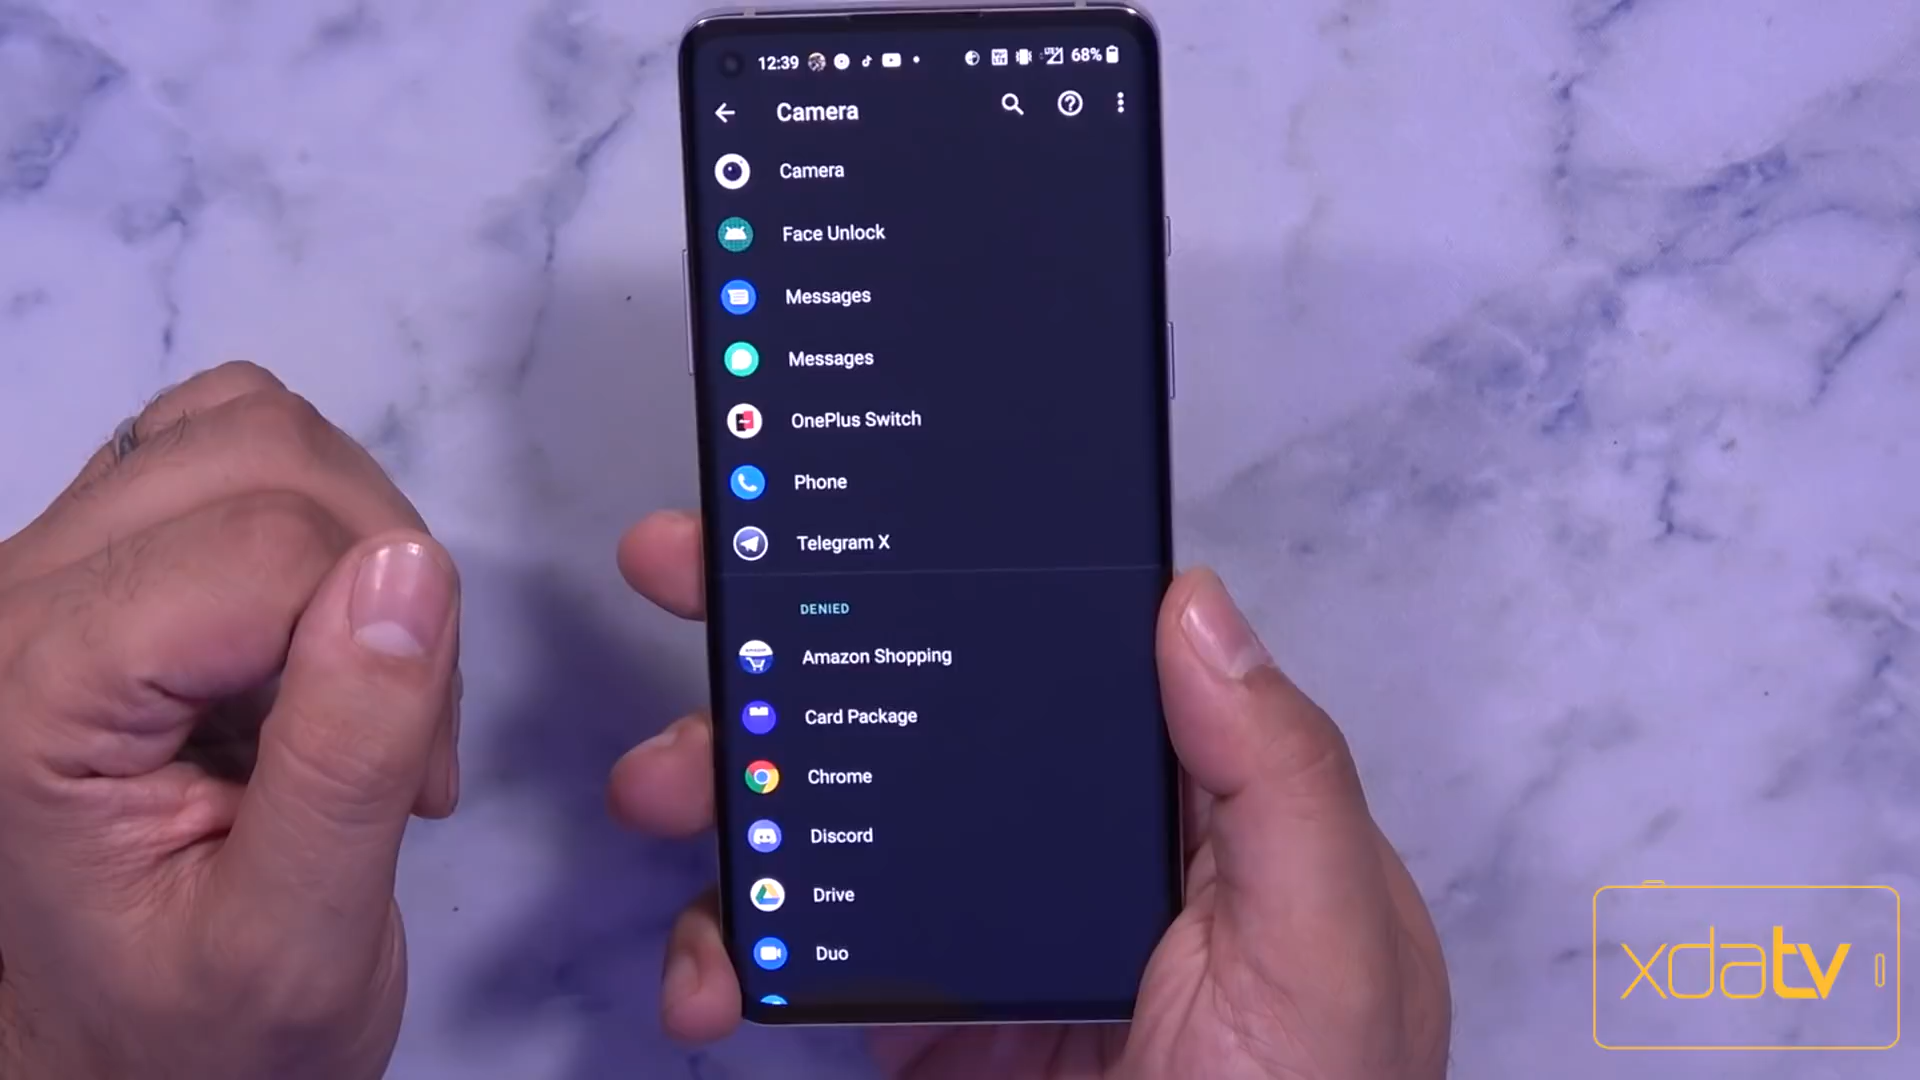 12:39 68%
Camera
Camera
Face Unlock
Messages
Messages
OnePlus Switch
Phone
Telegram X
DENIED
Amazon Shopping
Card Package
Chrome
Discord
Drive
Duo
xdatv